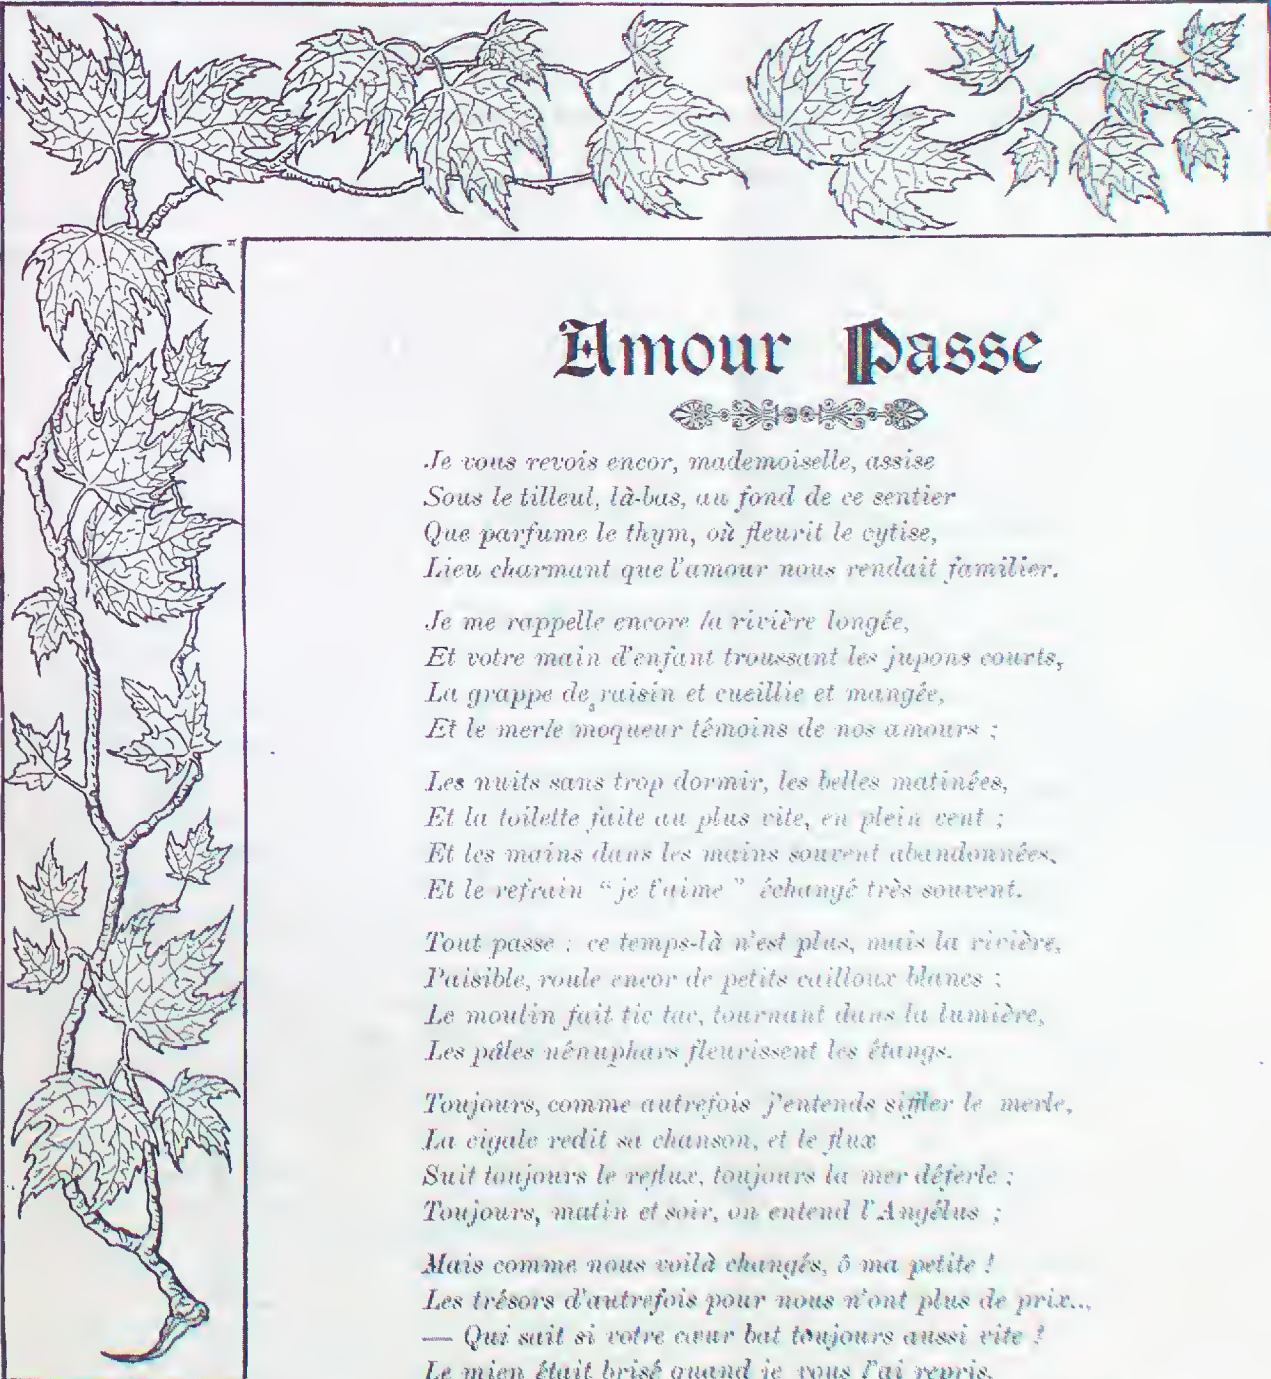 Amour Passe
Je vous revois encor, mademoiselle, assise
Sous le tilleul, là-bas, au fond de ce sentier
Que parfume le thym, où fleurit le cytise,
Lieu charmant que l'amour nous rendait familier.
Je me rappelle encore la rivière longée,
Et votre main d'enfant troussant les jupons courts,
La grappe de raisin et cueillie et mangée,
Et le merle moqueur témoins de nos amours ;
Les nuits sans trop dormir, les belles matinées,
Et la toilette faite au plus vite, en plein vent ;
Et les mains dans les mains souvent abandonnées,
Et le refrain “je t'aime” échangé très souvent.
Tout passe : ce temps-là n'est plus, mais la rivière,
Paisible, roule encor de petits cailloux blancs ;
Le moulin fait tic tac, tournant dans la lumière,
Les pâles nénuphars fleurissent les étangs.
Toujours, comme autrefois j'entends siffler le merle,
La cigale redit sa chanson, et le flux
Suit toujours le reflux, toujours la mer déferle ;
Toujours, matin et soir, on entend l'Angélus ;
Mais comme nous voilà changés, ô ma petite !
Les trésors d'autrefois pour nous n'ont plus de prix...
— Qui sait si votre cœur bat toujours aussi vite ?
Le mien était brisé quand je vous l'ai repris.